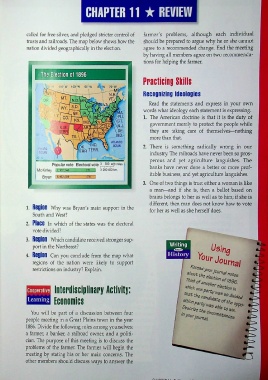 CHAPTER 11 ★ REVIEW
called for free silver, and pledged stricter control of
trusts and railroads. The map below shows how the
nation divided geographically in the election.
The Election of 1896
Popular vote Electoral vote
McKinley
Bryan
1. Region Why was Bryan's main support in the
South and West?
2. Place In which of the states was the electoral
vote divided?
3. Region Which candidate received stronger sup-
port in the Northeast?
4. Region Can you conclude from the map what
regions of the nation were likely to support
restrictions on industry? Explain.
Cooperative Learning
Interdisciplinary Activity:
Economics
You will be part of a discussion between four
people meeting in a Great Plains town in the year
1896. Divide the following roles among yourselves:
a farmer, a banker, a railroad owner, and a politi-
cian. The purpose of this meeting is to discuss the
problems of the farmer. The farmer will begin the
meeting by stating his or her main concerns. The
other members should discuss ways to answer the
farmer's problems, although each individual
should be prepared to argue why he or she cannot
agree to a recommended change. End the meeting
by having all members agree on two recommenda-
tions for helping the farmer.
Practicing Skills
Recognizing Ideologies
Read the statements and express in your own
words what ideology each statement is expressing.
1. The American doctrine is that it is the duty of
government merely to protect the people while
they are taking care of themselves—nothing
more than that.
2. There is something radically wrong in our
industry. The railroads have never been so pros-
perous and yet agriculture languishes. The
banks have never done a better or more prof-
itable business, and yet agriculture languishes.
3. One of two things is true: either a woman is like
a man—and if she is, then a ballot based on
brains belongs to her as well as to him; if she is
different, then man does not know how to vote
for her as well as she herself does.
Writing
History
Using
Your Journal
Review your journal notes
about the election of 1896.